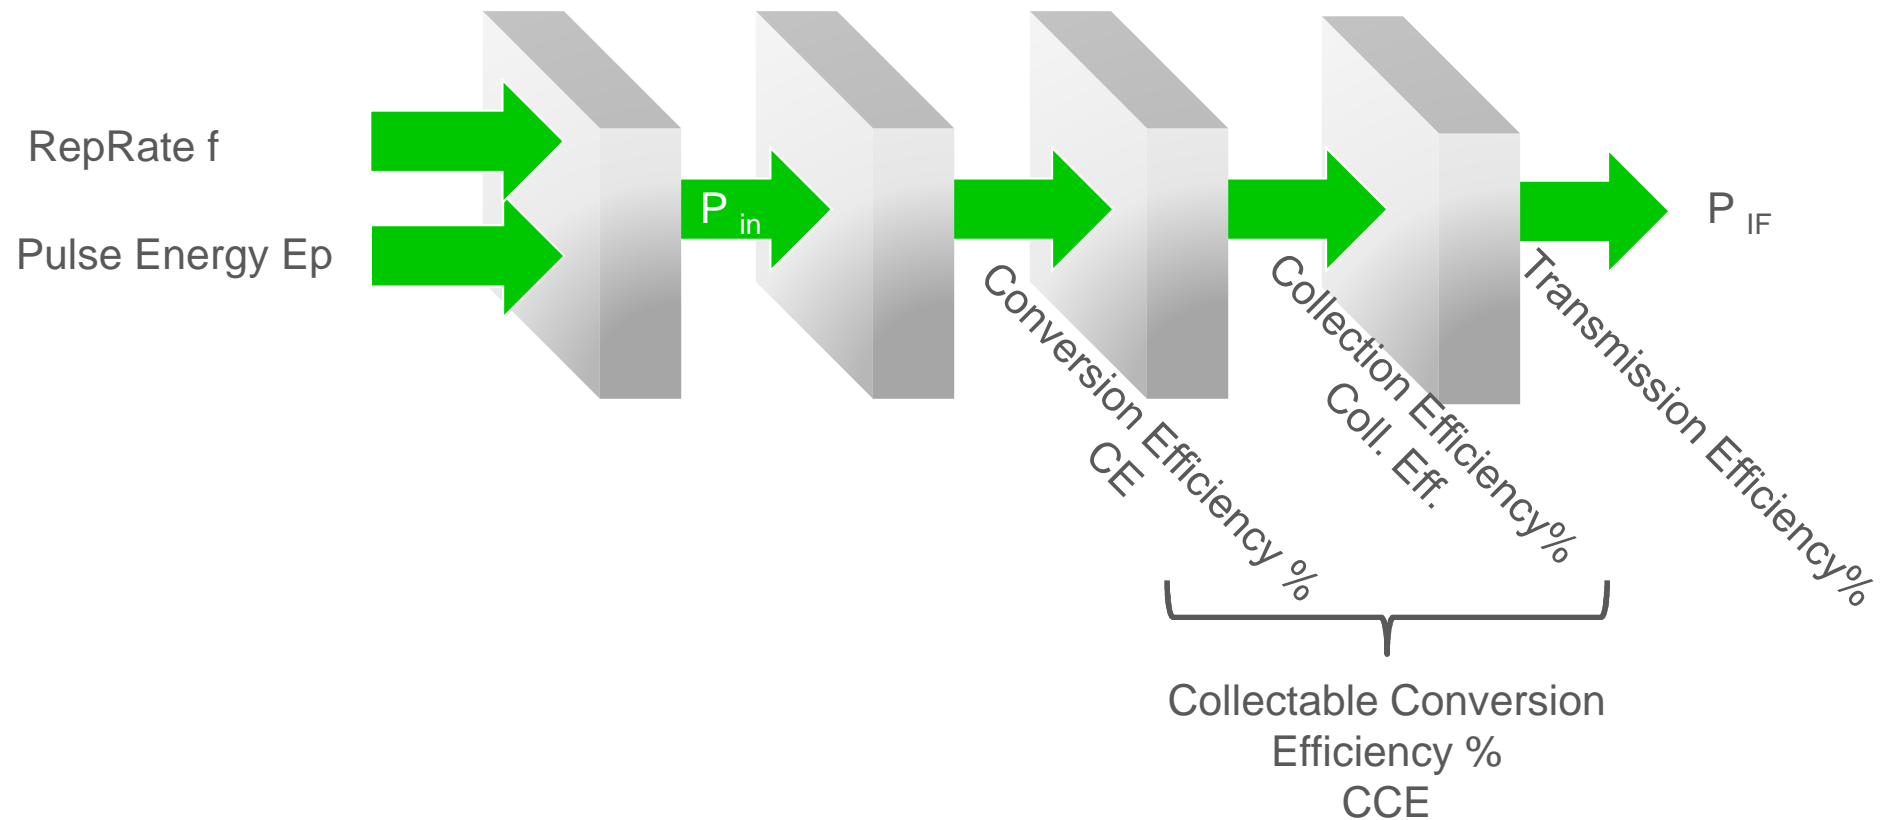 RepRate f
Pulse Energy Ep
P in
P IF
Conversion Efficiency %
CE
Collection Efficiency%
Coll. Eff.
Transmission Efficiency%
Collectable Conversion
Efficiency %
CCE